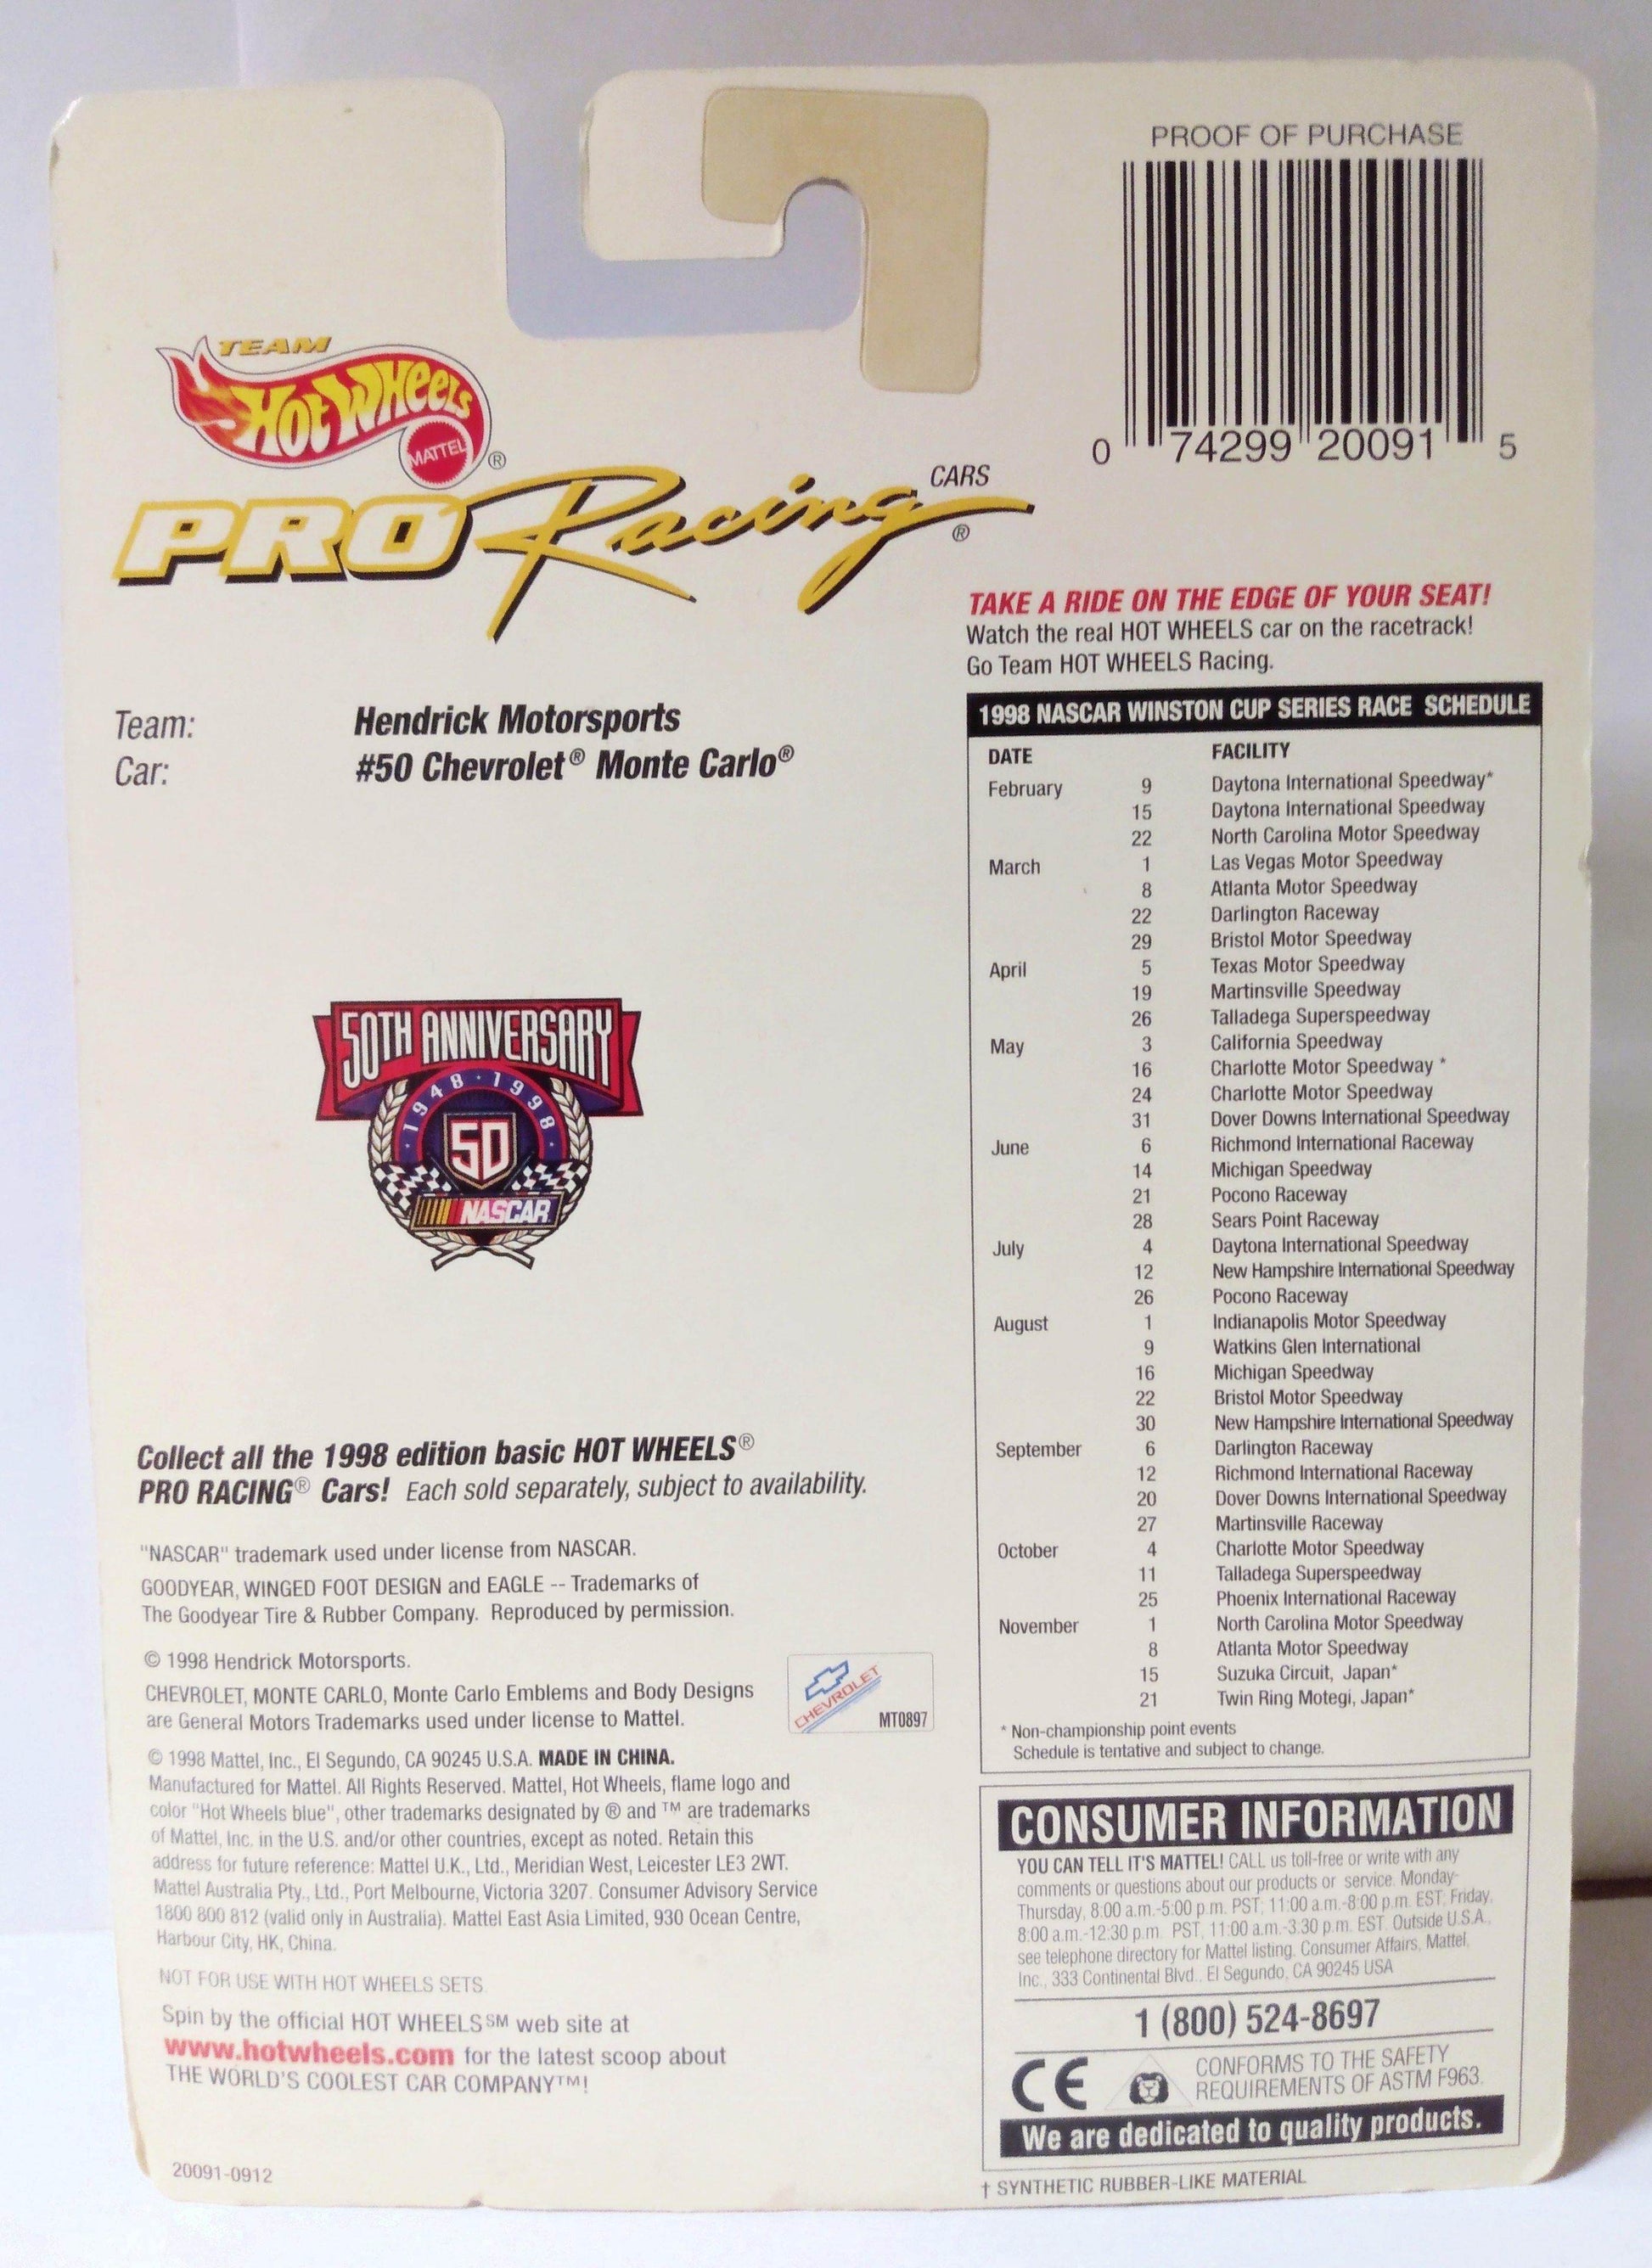 PROOF OF PURCHASE
0 74299 20091 5
TEAM
HOT WHEELS
MATTEL ®
PRO Racing CARS ®
Team: Hendrick Motorsports
Car: #50 Chevrolet® Monte Carlo®
50TH ANNIVERSARY
· 1948 · 1998 ·
50
NASCAR
Collect all the 1998 edition basic HOT WHEELS®
PRO RACING® Cars! Each sold separately, subject to availability.
"NASCAR" trademark used under license from NASCAR.
GOODYEAR, WINGED FOOT DESIGN and EAGLE -- Trademarks of
The Goodyear Tire & Rubber Company. Reproduced by permission.
© 1998 Hendrick Motorsports.
CHEVROLET, MONTE CARLO, Monte Carlo Emblems and Body Designs
are General Motors Trademarks used under license to Mattel.
CHEVROLET
MT0897
© 1998 Mattel, Inc., El Segundo, CA 90245 U.S.A. MADE IN CHINA.
Manufactured for Mattel. All Rights Reserved. Mattel, Hot Wheels, flame logo and
color "Hot Wheels blue", other trademarks designated by ® and ™ are trademarks
of Mattel, Inc. in the U.S. and/or other countries, except as noted. Retain this
address for future reference: Mattel U.K., Ltd., Meridian West, Leicester LE3 2WT.
Mattel Australia Pty., Ltd., Port Melbourne, Victoria 3207. Consumer Advisory Service
1800 800 812 (valid only in Australia). Mattel East Asia Limited, 930 Ocean Centre,
Harbour City, HK, China.
NOT FOR USE WITH HOT WHEELS SETS.
Spin by the official HOT WHEELS℠ web site at
www.hotwheels.com for the latest scoop about
THE WORLD'S COOLEST CAR COMPANY™!
20091-0912
TAKE A RIDE ON THE EDGE OF YOUR SEAT!
Watch the real HOT WHEELS car on the racetrack!
Go Team HOT WHEELS Racing.
1998 NASCAR WINSTON CUP SERIES RACE SCHEDULE
DATE FACILITY
February 9 Daytona International Speedway*
15 Daytona International Speedway
22 North Carolina Motor Speedway
March 1 Las Vegas Motor Speedway
8 Atlanta Motor Speedway
22 Darlington Raceway
29 Bristol Motor Speedway
April 5 Texas Motor Speedway
19 Martinsville Speedway
26 Talladega Superspeedway
May 3 California Speedway
16 Charlotte Motor Speedway *
24 Charlotte Motor Speedway
31 Dover Downs International Speedway
June 6 Richmond International Raceway
14 Michigan Speedway
21 Pocono Raceway
28 Sears Point Raceway
July 4 Daytona International Speedway
12 New Hampshire International Speedway
26 Pocono Raceway
August 1 Indianapolis Motor Speedway
9 Watkins Glen International
16 Michigan Speedway
22 Bristol Motor Speedway
30 New Hampshire International Speedway
September 6 Darlington Raceway
12 Richmond International Raceway
20 Dover Downs International Speedway
27 Martinsville Raceway
October 4 Charlotte Motor Speedway
11 Talladega Superspeedway
25 Phoenix International Raceway
November 1 North Carolina Motor Speedway
8 Atlanta Motor Speedway
15 Suzuka Circuit, Japan*
21 Twin Ring Motegi, Japan*
* Non-championship point events
Schedule is tentative and subject to change.
CONSUMER INFORMATION
YOU CAN TELL IT'S MATTEL! CALL us toll-free or write with any
comments or questions about our products or service. Monday-
Thursday, 8:00 a.m.-5:00 p.m. PST; 11:00 a.m.-8:00 p.m. EST; Friday,
8:00 a.m.-12:30 p.m. PST, 11:00 a.m.-3:30 p.m. EST. Outside U.S.A.,
see telephone directory for Mattel listing. Consumer Affairs, Mattel,
Inc., 333 Continental Blvd., El Segundo, CA 90245 USA
1 (800) 524-8697
CE
CONFORMS TO THE SAFETY
REQUIREMENTS OF ASTM F963.
We are dedicated to quality products.
† SYNTHETIC RUBBER-LIKE MATERIAL